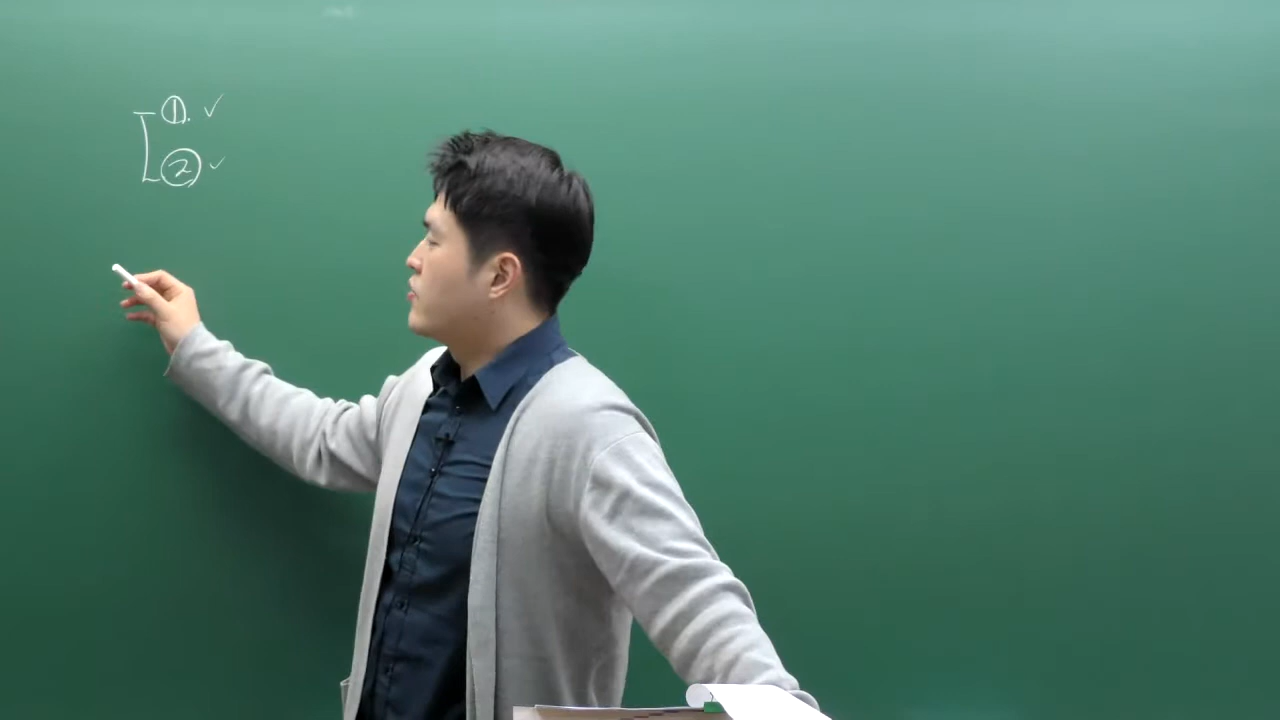 ①. ✓
② ✓